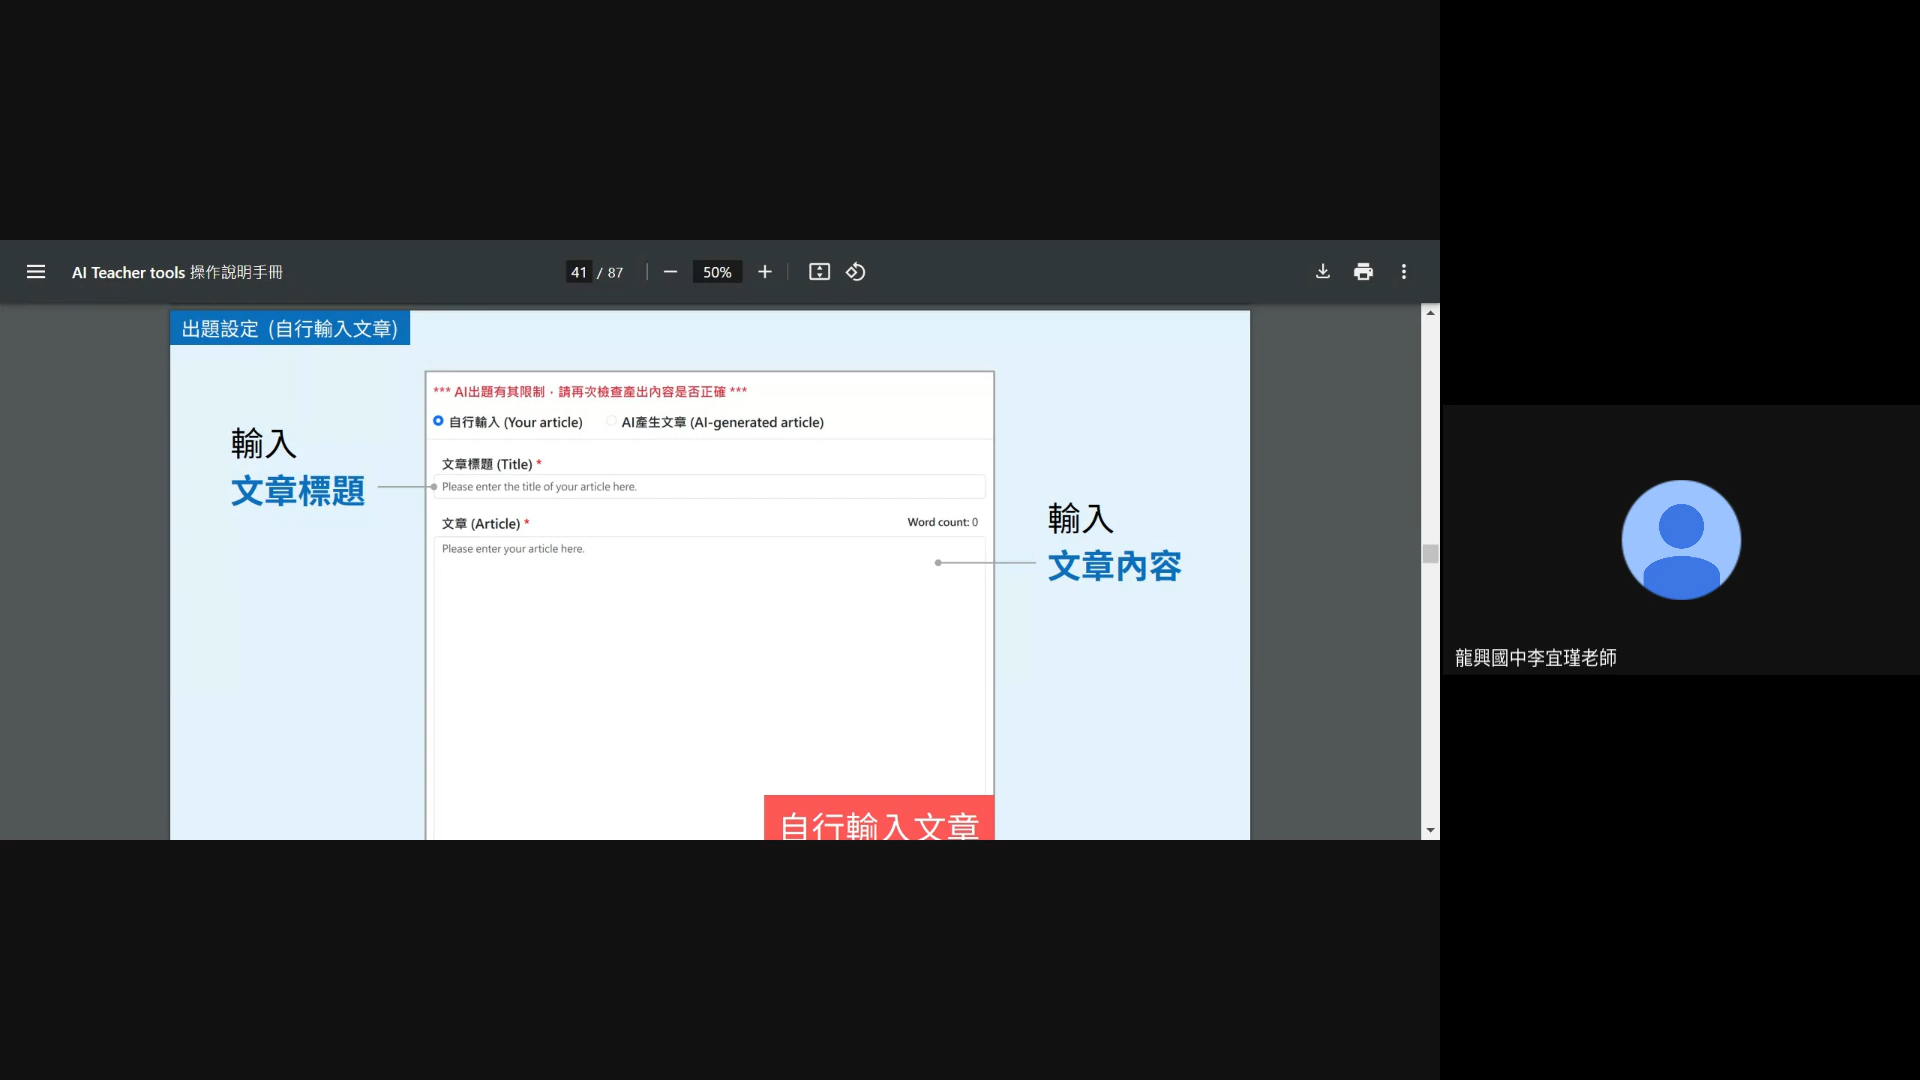 AI Teacher tools 操作說明手冊
41 / 87
50%
出題設定 (自行輸入文章)
*** AI出題有其限制，請再次檢查產出內容是否正確 ***
自行輸入 (Your article)
AI產生文章 (AI-generated article)
輸入
文章標題
文章標題 (Title) *
Please enter the title of your article here.
文章 (Article) *
Word count: 0
Please enter your article here.
輸入
文章內容
自行輸入文章
龍興國中李宜瑾老師